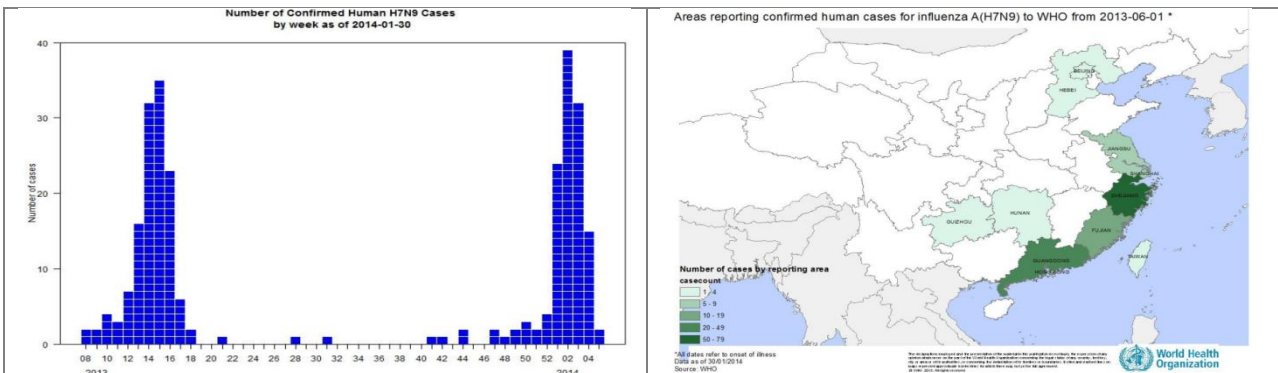 Number of Confirmed Human H7N9 Cases
by week as of 2014-01-30
40
30
20
10
0
Number of cases
08 10 12 14 16 18 20 22 24 26 28 30 32 34 36 38 40 42 44 46 48 50 52 02 04
2013 2014
Areas reporting confirmed human cases for influenza A(H7N9) to WHO from 2013-06-01 *
BEIJING
HEBEI
JIANGSU
SHANGHAI
ZHEJIANG
GUIZHOU
HUNAN
FUJIAN
TAIWAN
GUANGDONG
HONG KONG
Number of cases by reporting area
casecount
1 - 4
5 - 9
10 - 19
20 - 49
50 - 79
*All dates refer to onset of illness
Data as of 30/01/2014
Source: WHO
World Health
Organization